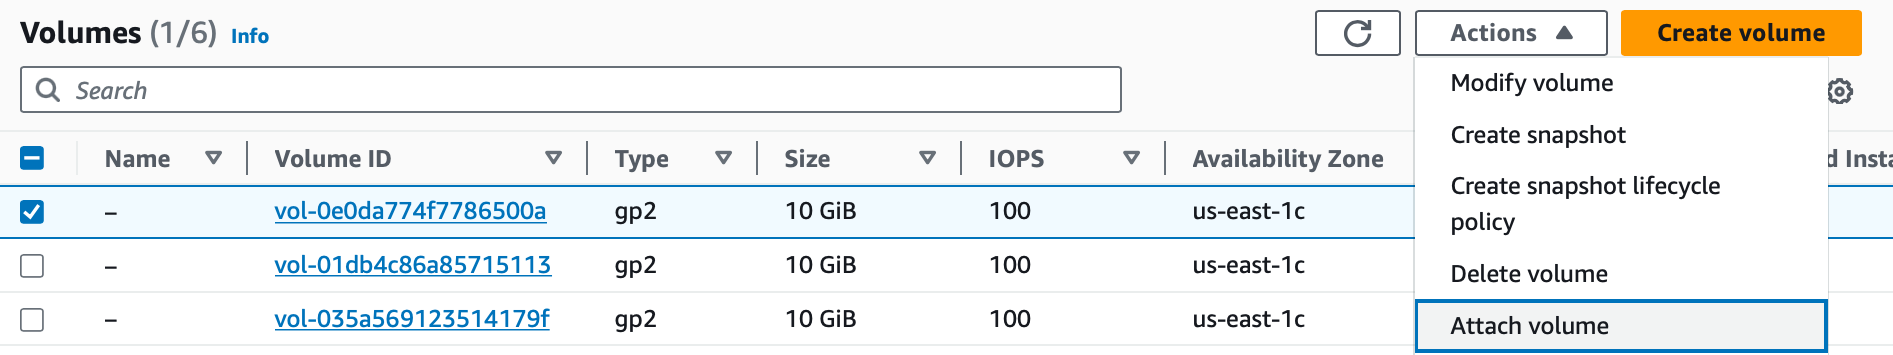 Volumes (1/6) Info
Actions
Create volume
Search
Modify volume
Create snapshot
Create snapshot lifecycle
policy
Delete volume
Attach volume
Name Volume ID Type Size IOPS Availability Zone
– vol-0e0da774f7786500a gp2 10 GiB 100 us-east-1c
– vol-01db4c86a85715113 gp2 10 GiB 100 us-east-1c
– vol-035a569123514179f gp2 10 GiB 100 us-east-1c